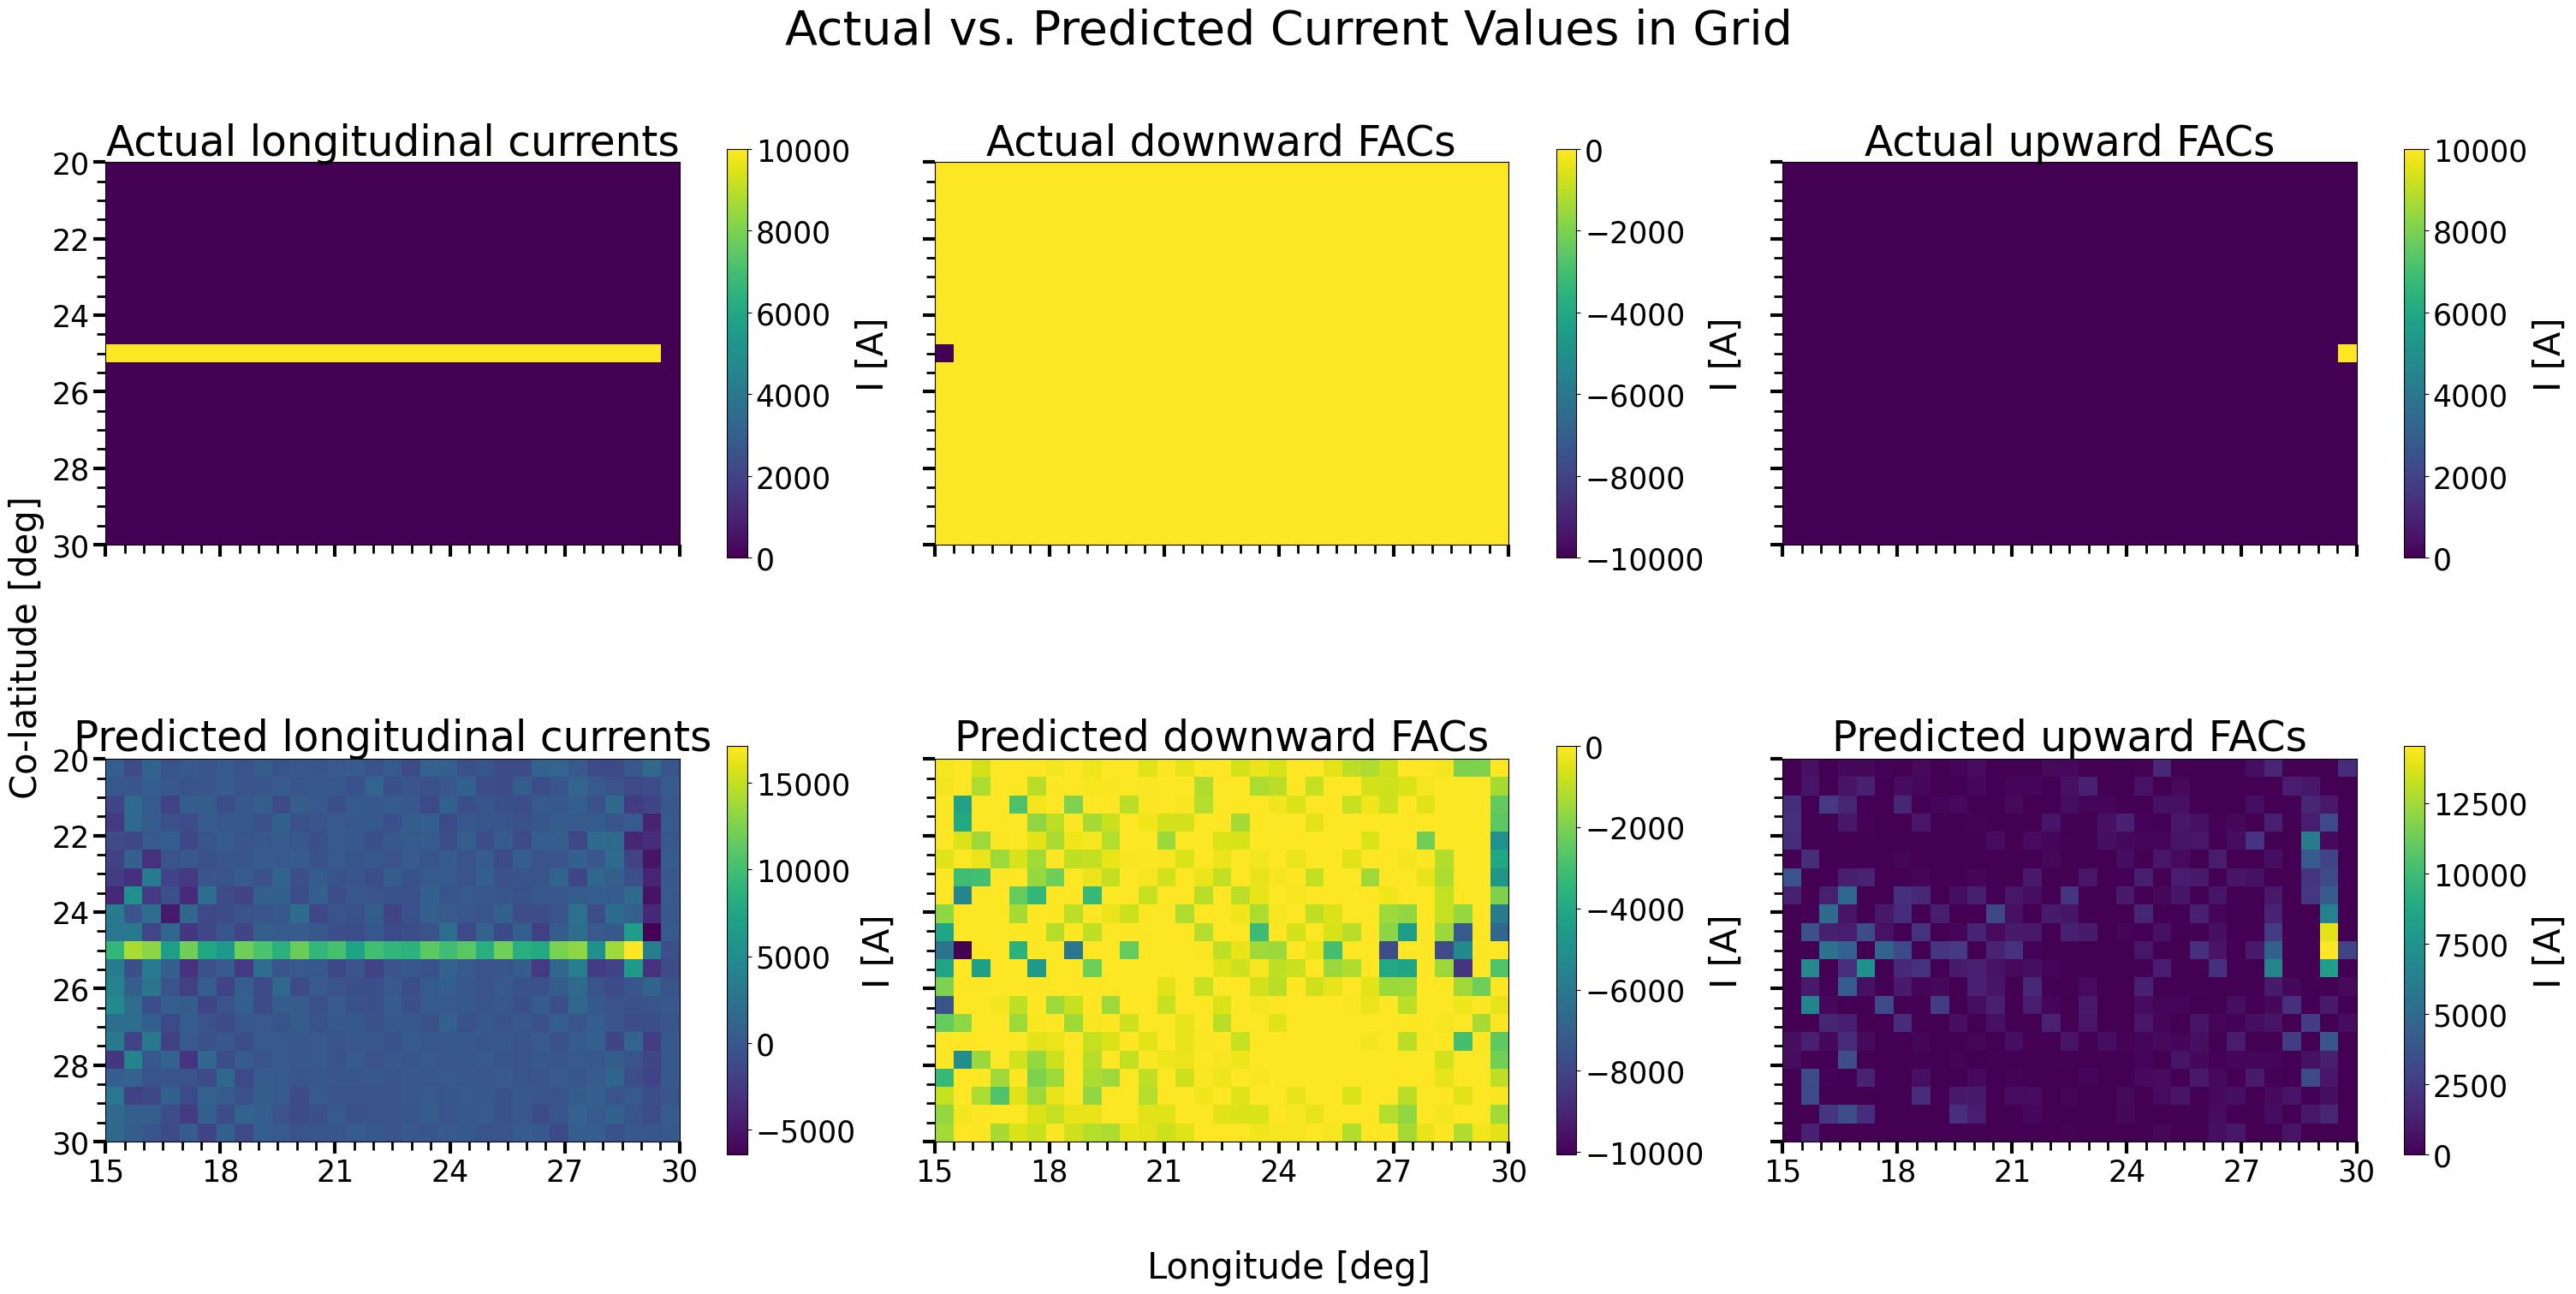 Actual vs. Predicted Current Values in Grid
Actual longitudinal currents
20
22
24
26
28
30
10000
8000
6000
4000
2000
0
I [A]
Actual downward FACs
0
−2000
−4000
−6000
−8000
−10000
I [A]
Actual upward FACs
10000
8000
6000
4000
2000
0
I [A]
Co-latitude [deg]
Predicted longitudinal currents
20
22
24
26
28
30
15 18 21 24 27 30
15000
10000
5000
0
−5000
I [A]
Predicted downward FACs
15 18 21 24 27 30
0
−2000
−4000
−6000
−8000
−10000
I [A]
Predicted upward FACs
15 18 21 24 27 30
12500
10000
7500
5000
2500
0
I [A]
Longitude [deg]